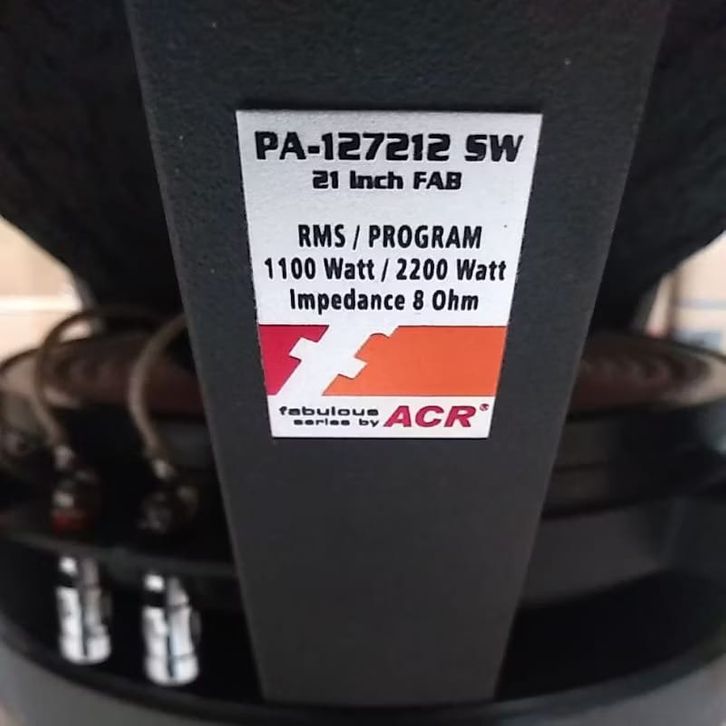 PA-127212 SW
21 Inch FAB
RMS / PROGRAM
1100 Watt / 2200 Watt
Impedance 8 Ohm
fabulous
series by ACR®